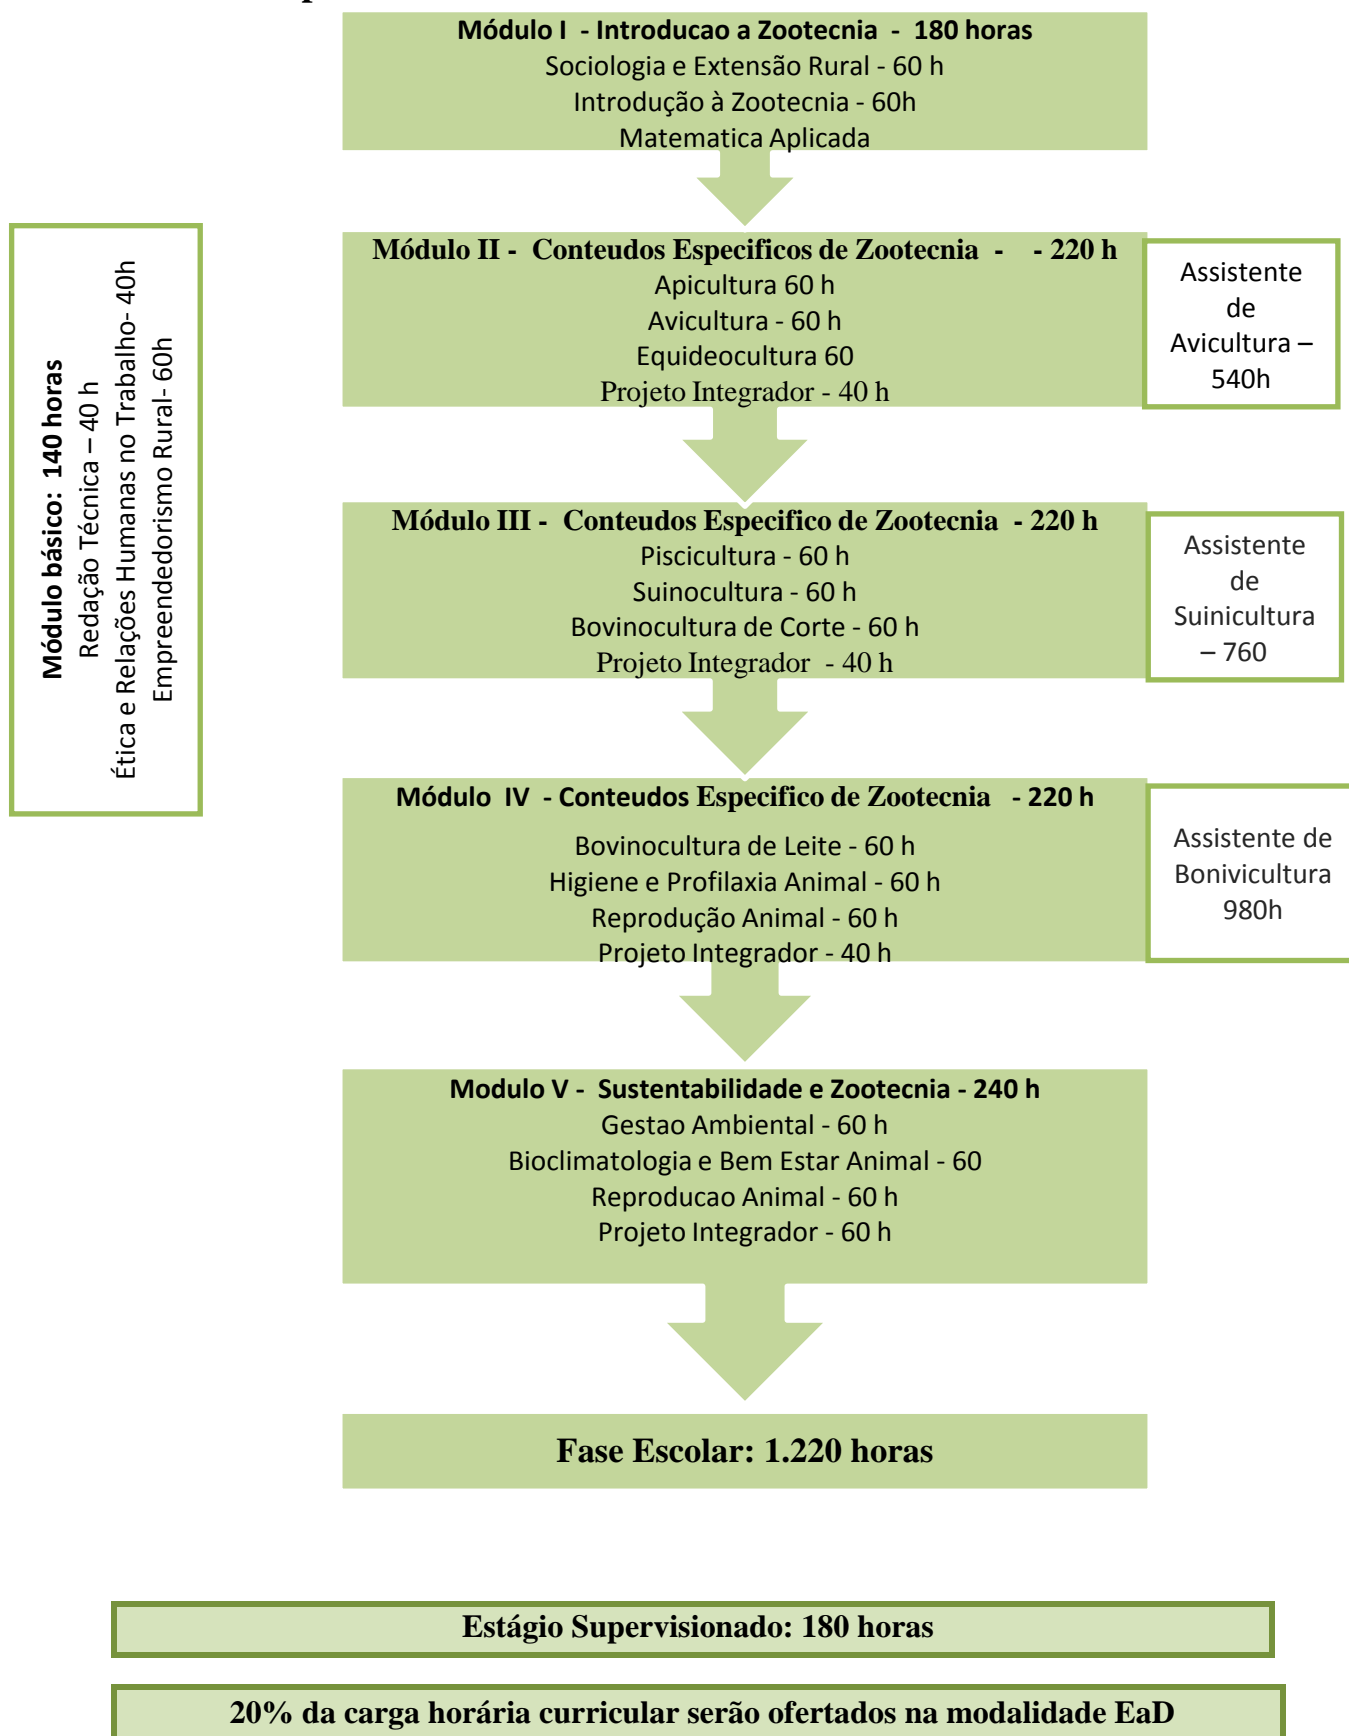 Módulo I - Introducao a Zootecnia - 180 horas
Sociologia e Extensão Rural - 60 h
Introdução à Zootecnia - 60h
Matematica Aplicada
Módulo básico: 140 horas
Redação Técnica – 40 h
Ética e Relações Humanas no Trabalho- 40h
Empreendedorismo Rural- 60h
Módulo II - Conteudos Especificos de Zootecnia - - 220 h
Apicultura 60 h
Avicultura - 60 h
Equideocultura 60
Projeto Integrador - 40 h
Assistente
de
Avicultura –
540h
Módulo III - Conteudos Especifico de Zootecnia - 220 h
Piscicultura - 60 h
Suinocultura - 60 h
Bovinocultura de Corte - 60 h
Projeto Integrador - 40 h
Assistente
de
Suinicultura
– 760
Módulo IV - Conteudos Especifico de Zootecnia - 220 h
Bovinocultura de Leite - 60 h
Higiene e Profilaxia Animal - 60 h
Reprodução Animal - 60 h
Projeto Integrador - 40 h
Assistente de
Bonivicultura
980h
Modulo V - Sustentabilidade e Zootecnia - 240 h
Gestao Ambiental - 60 h
Bioclimatologia e Bem Estar Animal - 60
Reproducao Animal - 60 h
Projeto Integrador - 60 h
Fase Escolar: 1.220 horas
Estágio Supervisionado: 180 horas
20% da carga horária curricular serão ofertados na modalidade EaD